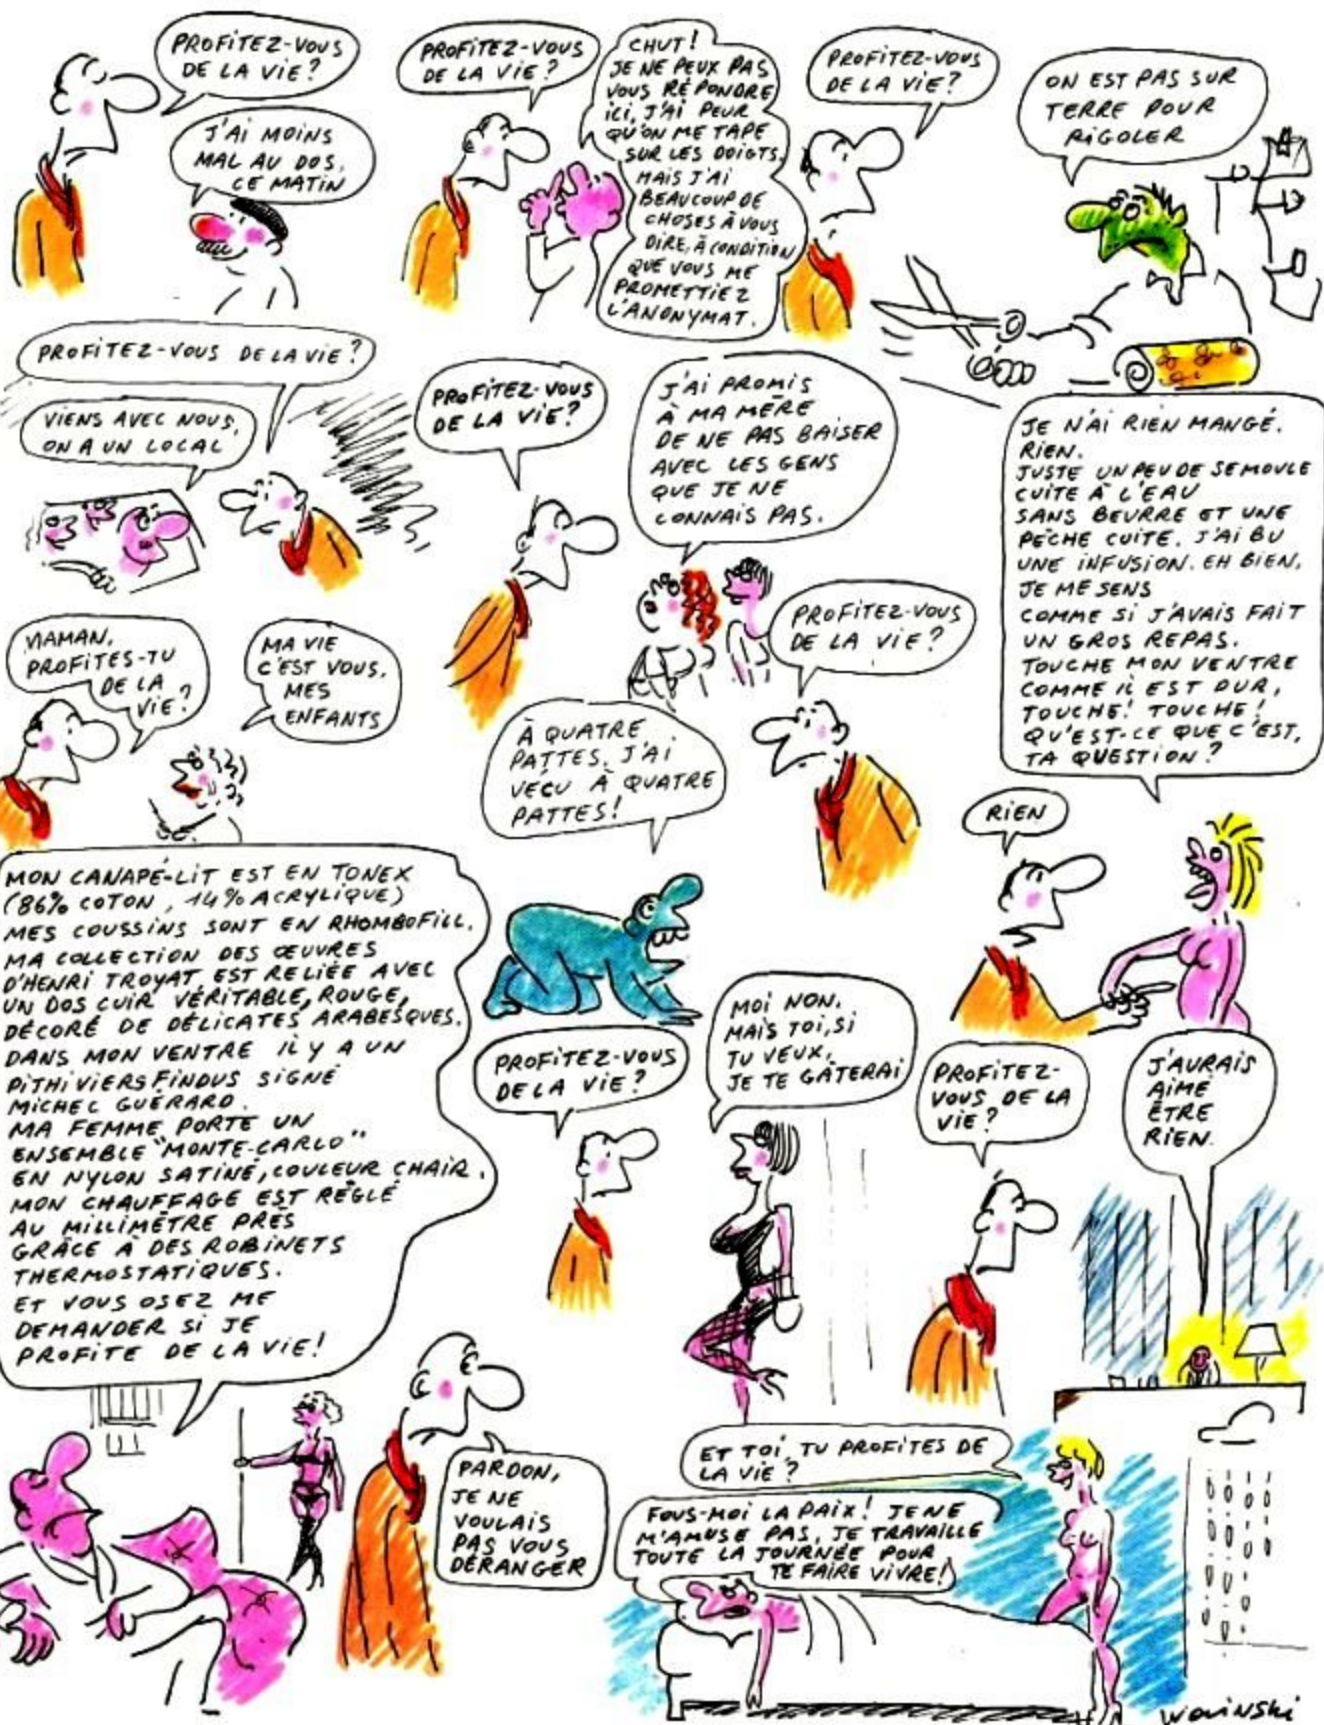 PROFITEZ-VOUS
DE LA VIE?
J'AI MOINS
MAL AU DOS,
CE MATIN
PROFITEZ-VOUS
DE LA VIE?
CHUT!
JE NE PEUX PAS
VOUS RÉPONDRE
ICI, J'AI PEUR
QU'ON ME TAPE
SUR LES DOIGTS.
MAIS J'AI
BEAUCOUP DE
CHOSES À VOUS
DIRE, À CONDITION
QUE VOUS ME
PROMETTIEZ
L'ANONYMAT.
PROFITEZ-VOUS
DE LA VIE?
ON EST PAS SUR
TERRE POUR
RIGOLER
PROFITEZ-VOUS DE LA VIE?
VIENS AVEC NOUS,
ON A UN LOCAL
PROFITEZ-VOUS
DE LA VIE?
J'AI PROMIS
À MA MÈRE
DE NE PAS BAISER
AVEC LES GENS
QUE JE NE
CONNAIS PAS.
MAMAN,
PROFITES-TU
DE LA
VIE?
MA VIE
C'EST VOUS,
MES
ENFANTS
PROFITEZ-VOUS
DE LA VIE?
À QUATRE
PATTES, J'AI
VÉCU À QUATRE
PATTES!
JE N'AI RIEN MANGÉ.
RIEN.
JUSTE UN PEU DE SEMOULE
CUITE À L'EAU
SANS BEURRE ET UNE
PÊCHE CUITE. J'AI BU
UNE INFUSION. EH BIEN,
JE ME SENS
COMME SI J'AVAIS FAIT
UN GROS REPAS.
TOUCHE MON VENTRE
COMME IL EST DUR,
TOUCHE! TOUCHE!
QU'EST-CE QUE C'EST,
TA QUESTION?
RIEN
MON CANAPÉ-LIT EST EN TONEX
(86% COTON, 14% ACRYLIQUE)
MES COUSSINS SONT EN RHOMBOFILL.
MA COLLECTION DES ŒUVRES
D'HENRI TROYAT EST RELIÉE AVEC
UN DOS CUIR VÉRITABLE, ROUGE,
DÉCORÉ DE DÉLICATES ARABESQUES.
DANS MON VENTRE IL Y A UN
PITHIVIERS FINDUS SIGNÉ
MICHEL GUÉRARD.
MA FEMME PORTE UN
ENSEMBLE "MONTE-CARLO"
EN NYLON SATINÉ, COULEUR CHAIR.
MON CHAUFFAGE EST RÉGLÉ
AU MILLIMÈTRE PRÈS
GRÂCE À DES ROBINETS
THERMOSTATIQUES.
ET VOUS OSEZ ME
DEMANDER SI JE
PROFITE DE LA VIE!
PARDON,
JE NE
VOULAIS
PAS VOUS
DÉRANGER
PROFITEZ-VOUS
DE LA VIE?
MOI NON.
MAIS TOI, SI
TU VEUX,
JE TE GÂTERAI
PROFITEZ-
VOUS DE LA
VIE?
J'AURAIS
AIMÉ
ÊTRE
RIEN.
ET TOI, TU PROFITES DE
LA VIE?
FOUS-MOI LA PAIX! JE NE
M'AMUSE PAS, JE TRAVAILLE
TOUTE LA JOURNÉE POUR
TE FAIRE VIVRE!
WOLINSKI